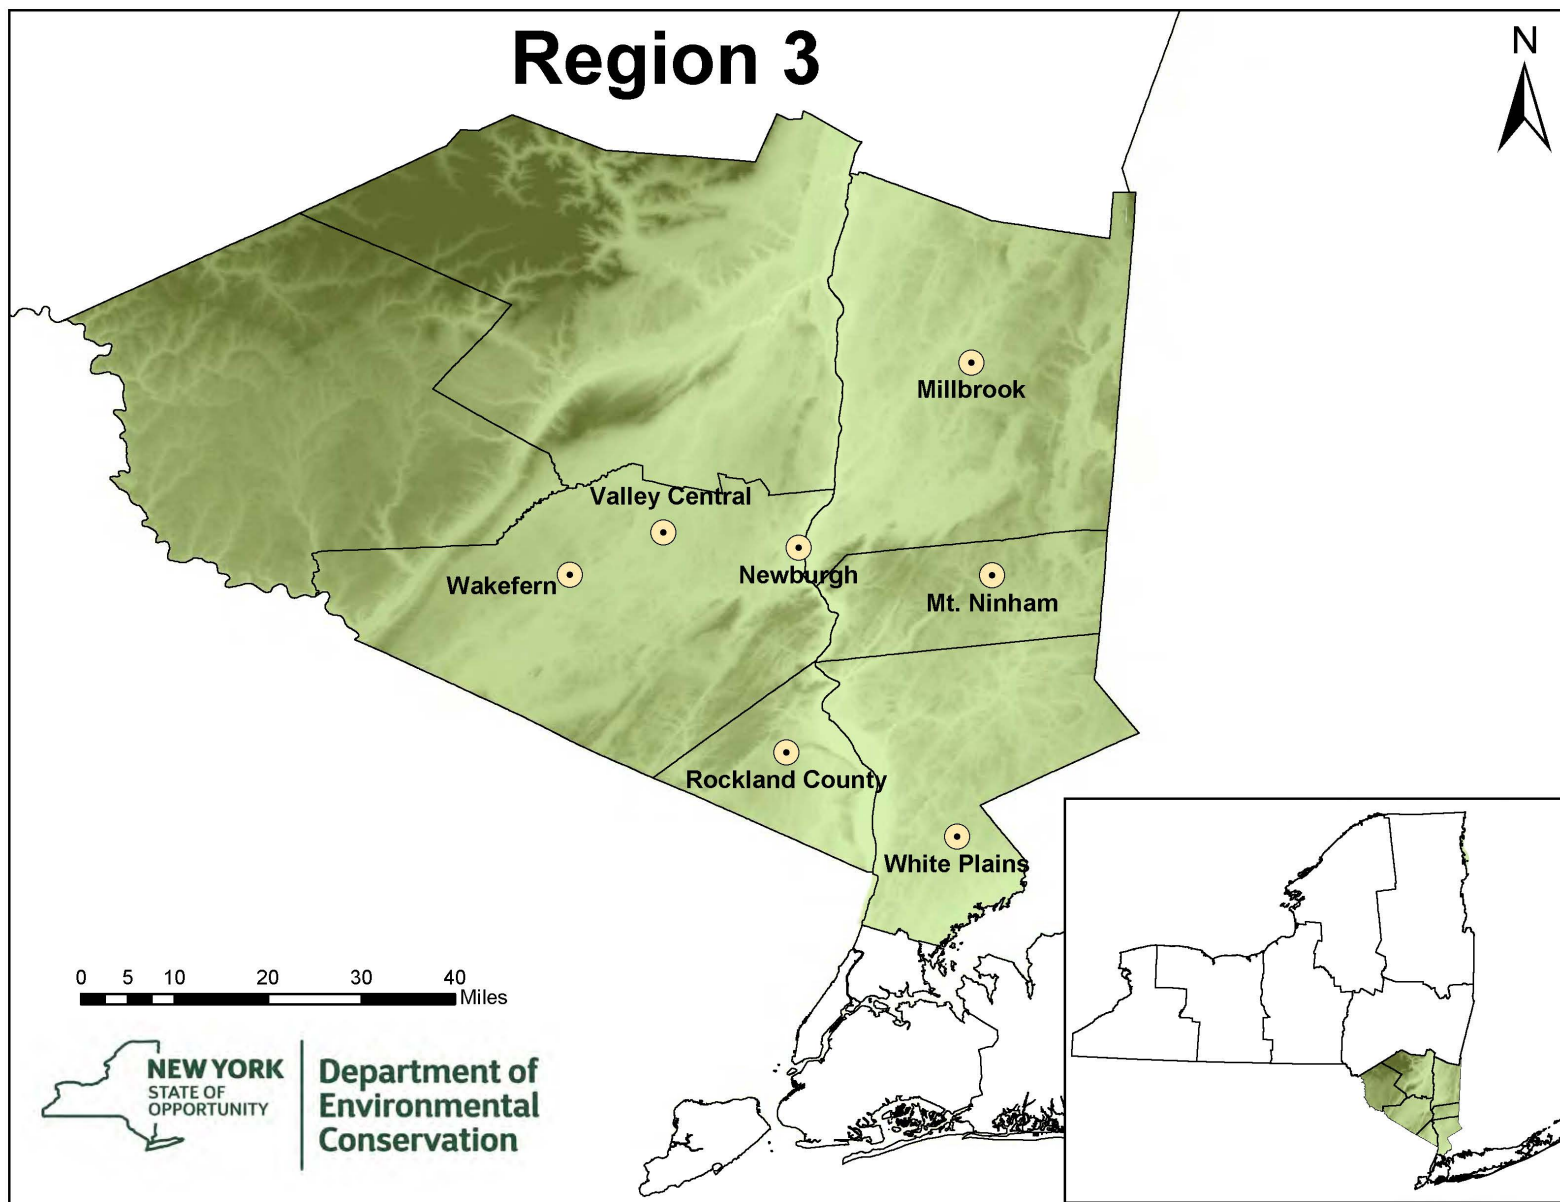 Region 3
N
Millbrook
Valley Central
Newburgh
Wakefern
Mt. Ninham
Rockland County
White Plains
0 5 10 20 30 40
Miles
NEW YORK
STATE OF
OPPORTUNITY
Department of
Environmental
Conservation